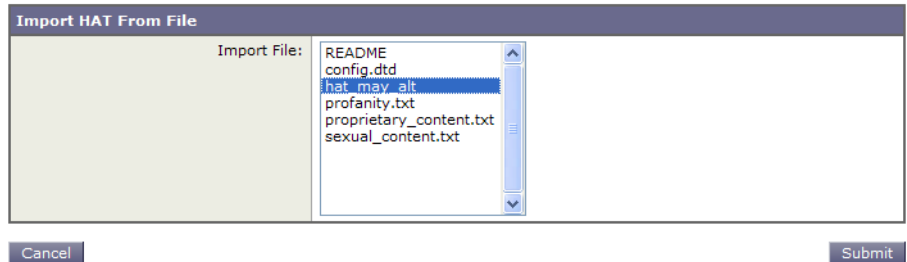 Import HAT From File
Import File:
README
config.dtd
hat_may_alt
profanity.txt
proprietary_content.txt
sexual_content.txt
Cancel
Submit